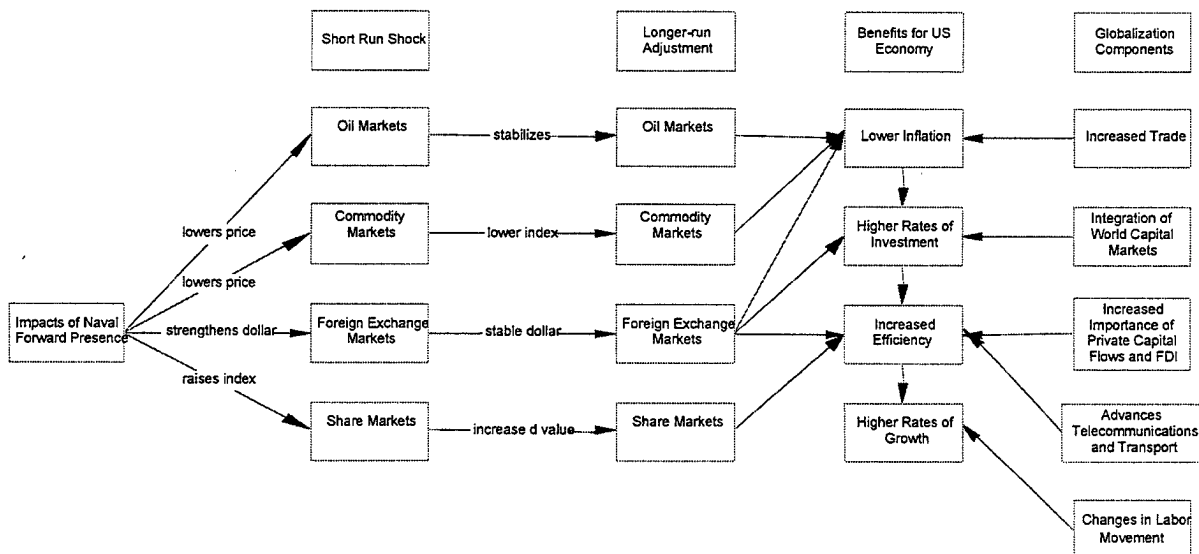 Short Run Shock
Longer-run
Adjustment
Benefits for US
Economy
Globalization
Components
Oil Markets
stabilizes
Oil Markets
Lower Inflation
Increased Trade
lowers price
Commodity
Markets
lower index
Commodity
Markets
Higher Rates of
Investment
Integration of
World Capital
Markets
lowers price
Impacts of Naval
Forward Presence
strengthens dollar
Foreign Exchange
Markets
stable dollar
Foreign Exchange
Markets
Increased
Efficiency
Increased
Importance of
Private Capital
Flows and FDI
raises index
Share Markets
increase d value
Share Markets
Higher Rates of
Growth
Advances
Telecommunications
and Transport
Changes in Labor
Movement